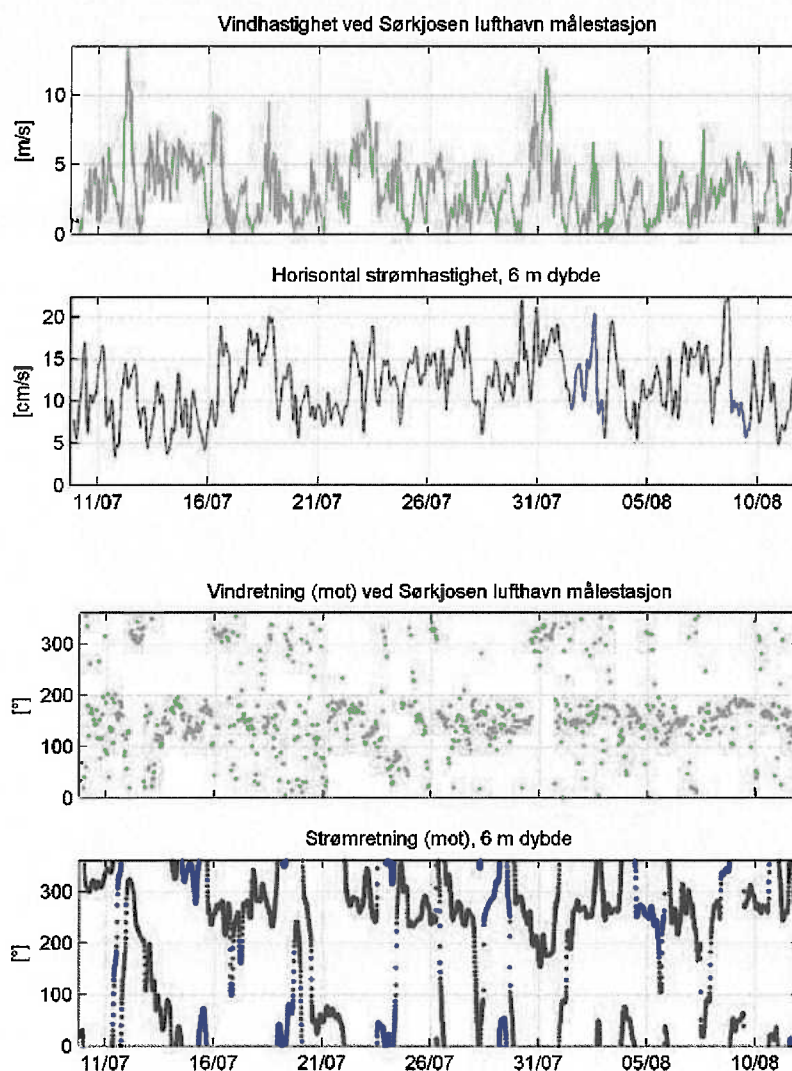 Vindhastighet ved Sørkjosen lufthavn målestasjon
[m/s]
10
5
0
Horisontal strømhastighet, 6 m dybde
[cm/s]
20
15
10
5
0
11/07 16/07 21/07 26/07 31/07 05/08 10/08
Vindretning (mot) ved Sørkjosen lufthavn målestasjon
[°]
300
200
100
0
Strømretning (mot), 6 m dybde
[°]
300
200
100
0
11/07 16/07 21/07 26/07 31/07 05/08 10/08